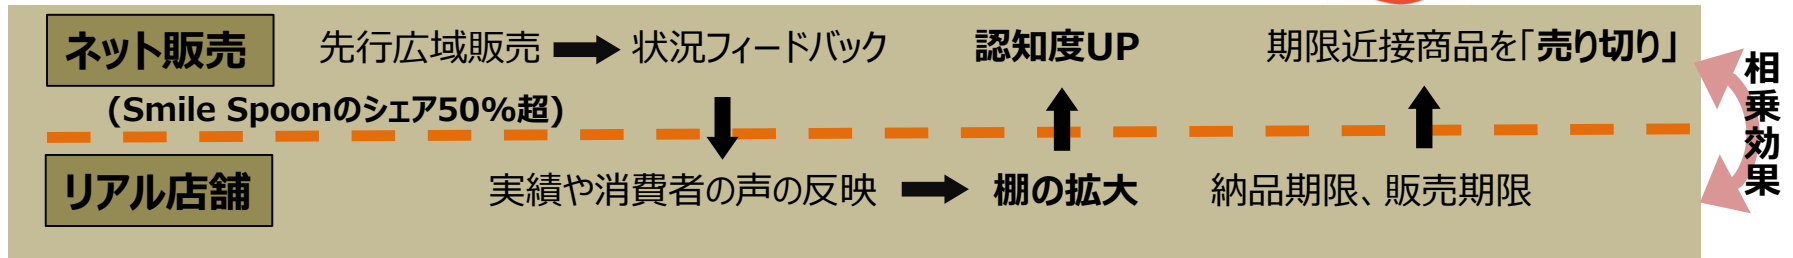 ネット販売 先行広域販売 状況フィードバック 認知度UP 期限近接商品を「売り切り」
(Smile Spoonのシェア50%超)
リアル店舗 実績や消費者の声の反映 棚の拡大 納品期限、販売期限
相乗効果